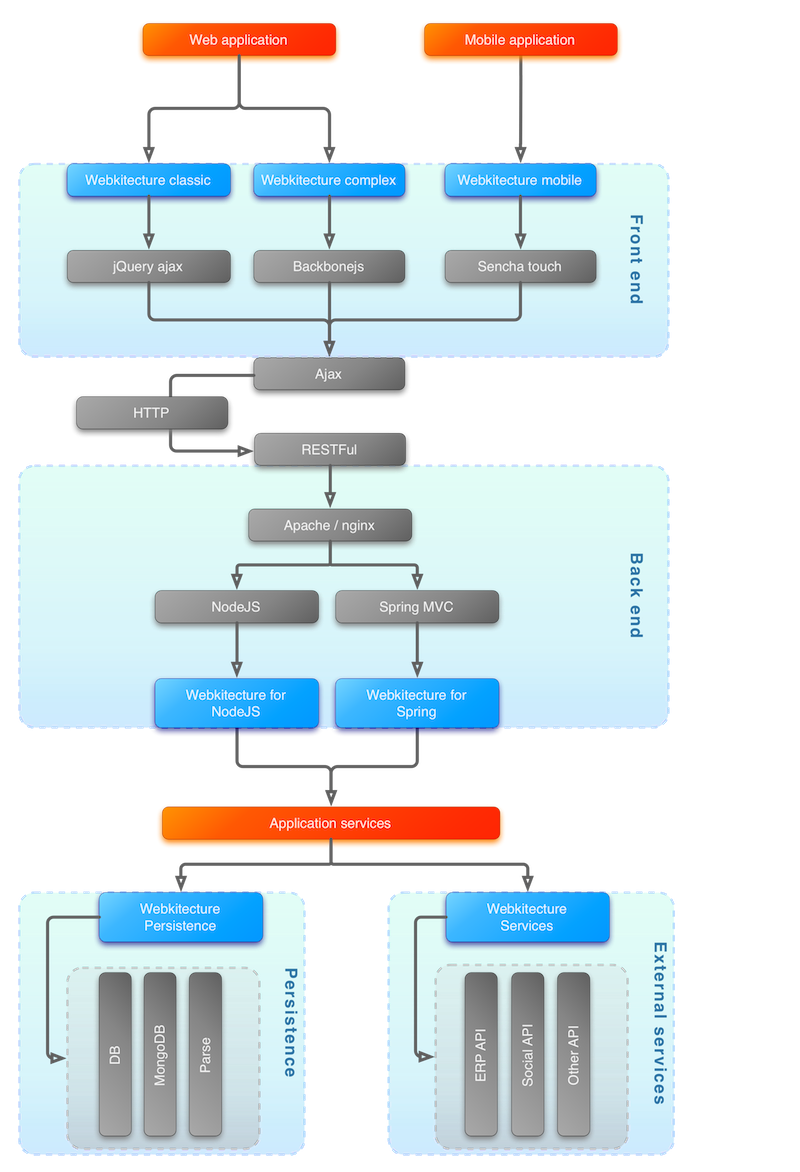 Web application
Mobile application
Webkitecture classic
Webkitecture complex
Webkitecture mobile
jQuery ajax
Backbonejs
Sencha touch
Front end
Ajax
HTTP
RESTFul
Apache / nginx
NodeJS
Spring MVC
Back end
Webkitecture for
NodeJS
Webkitecture for
Spring
Application services
Webkitecture
Persistence
DB
MongoDB
Parse
Persistence
Webkitecture
Services
ERP API
Social API
Other API
External services